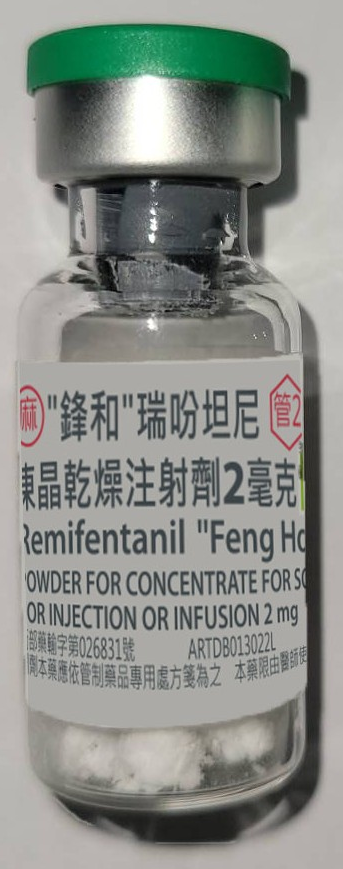 麻 "鋒和"瑞吩坦尼 管2
凍晶乾燥注射劑2毫克
Remifentanil "Feng Ho
POWDER FOR CONCENTRATE FOR SO
OR INJECTION OR INFUSION 2 mg
部藥輸字第026831號 ARTDB013022L
劑本藥應依管制藥品專用處方箋為之 本藥限由醫師使